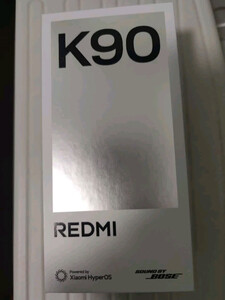 K90
REDMI
Powered by
Xiaomi HyperOS
SOUND BY
BOSE